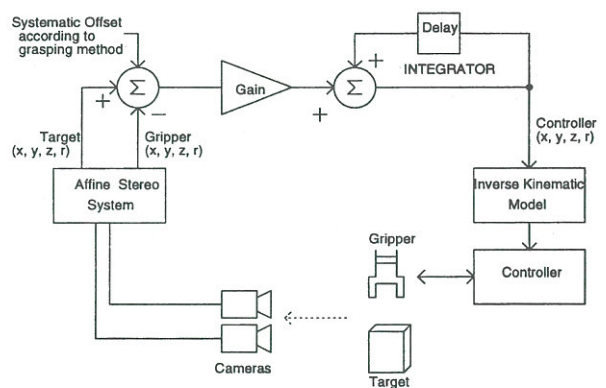 Systematic Offset
according to
grasping method
Delay
INTEGRATOR
Σ
Gain
Σ
+
+
+
−
Target
(x, y, z, r)
Gripper
(x, y, z, r)
Controller
(x, y, z, r)
Affine Stereo
System
Inverse Kinematic
Model
Gripper
Controller
Cameras
Target